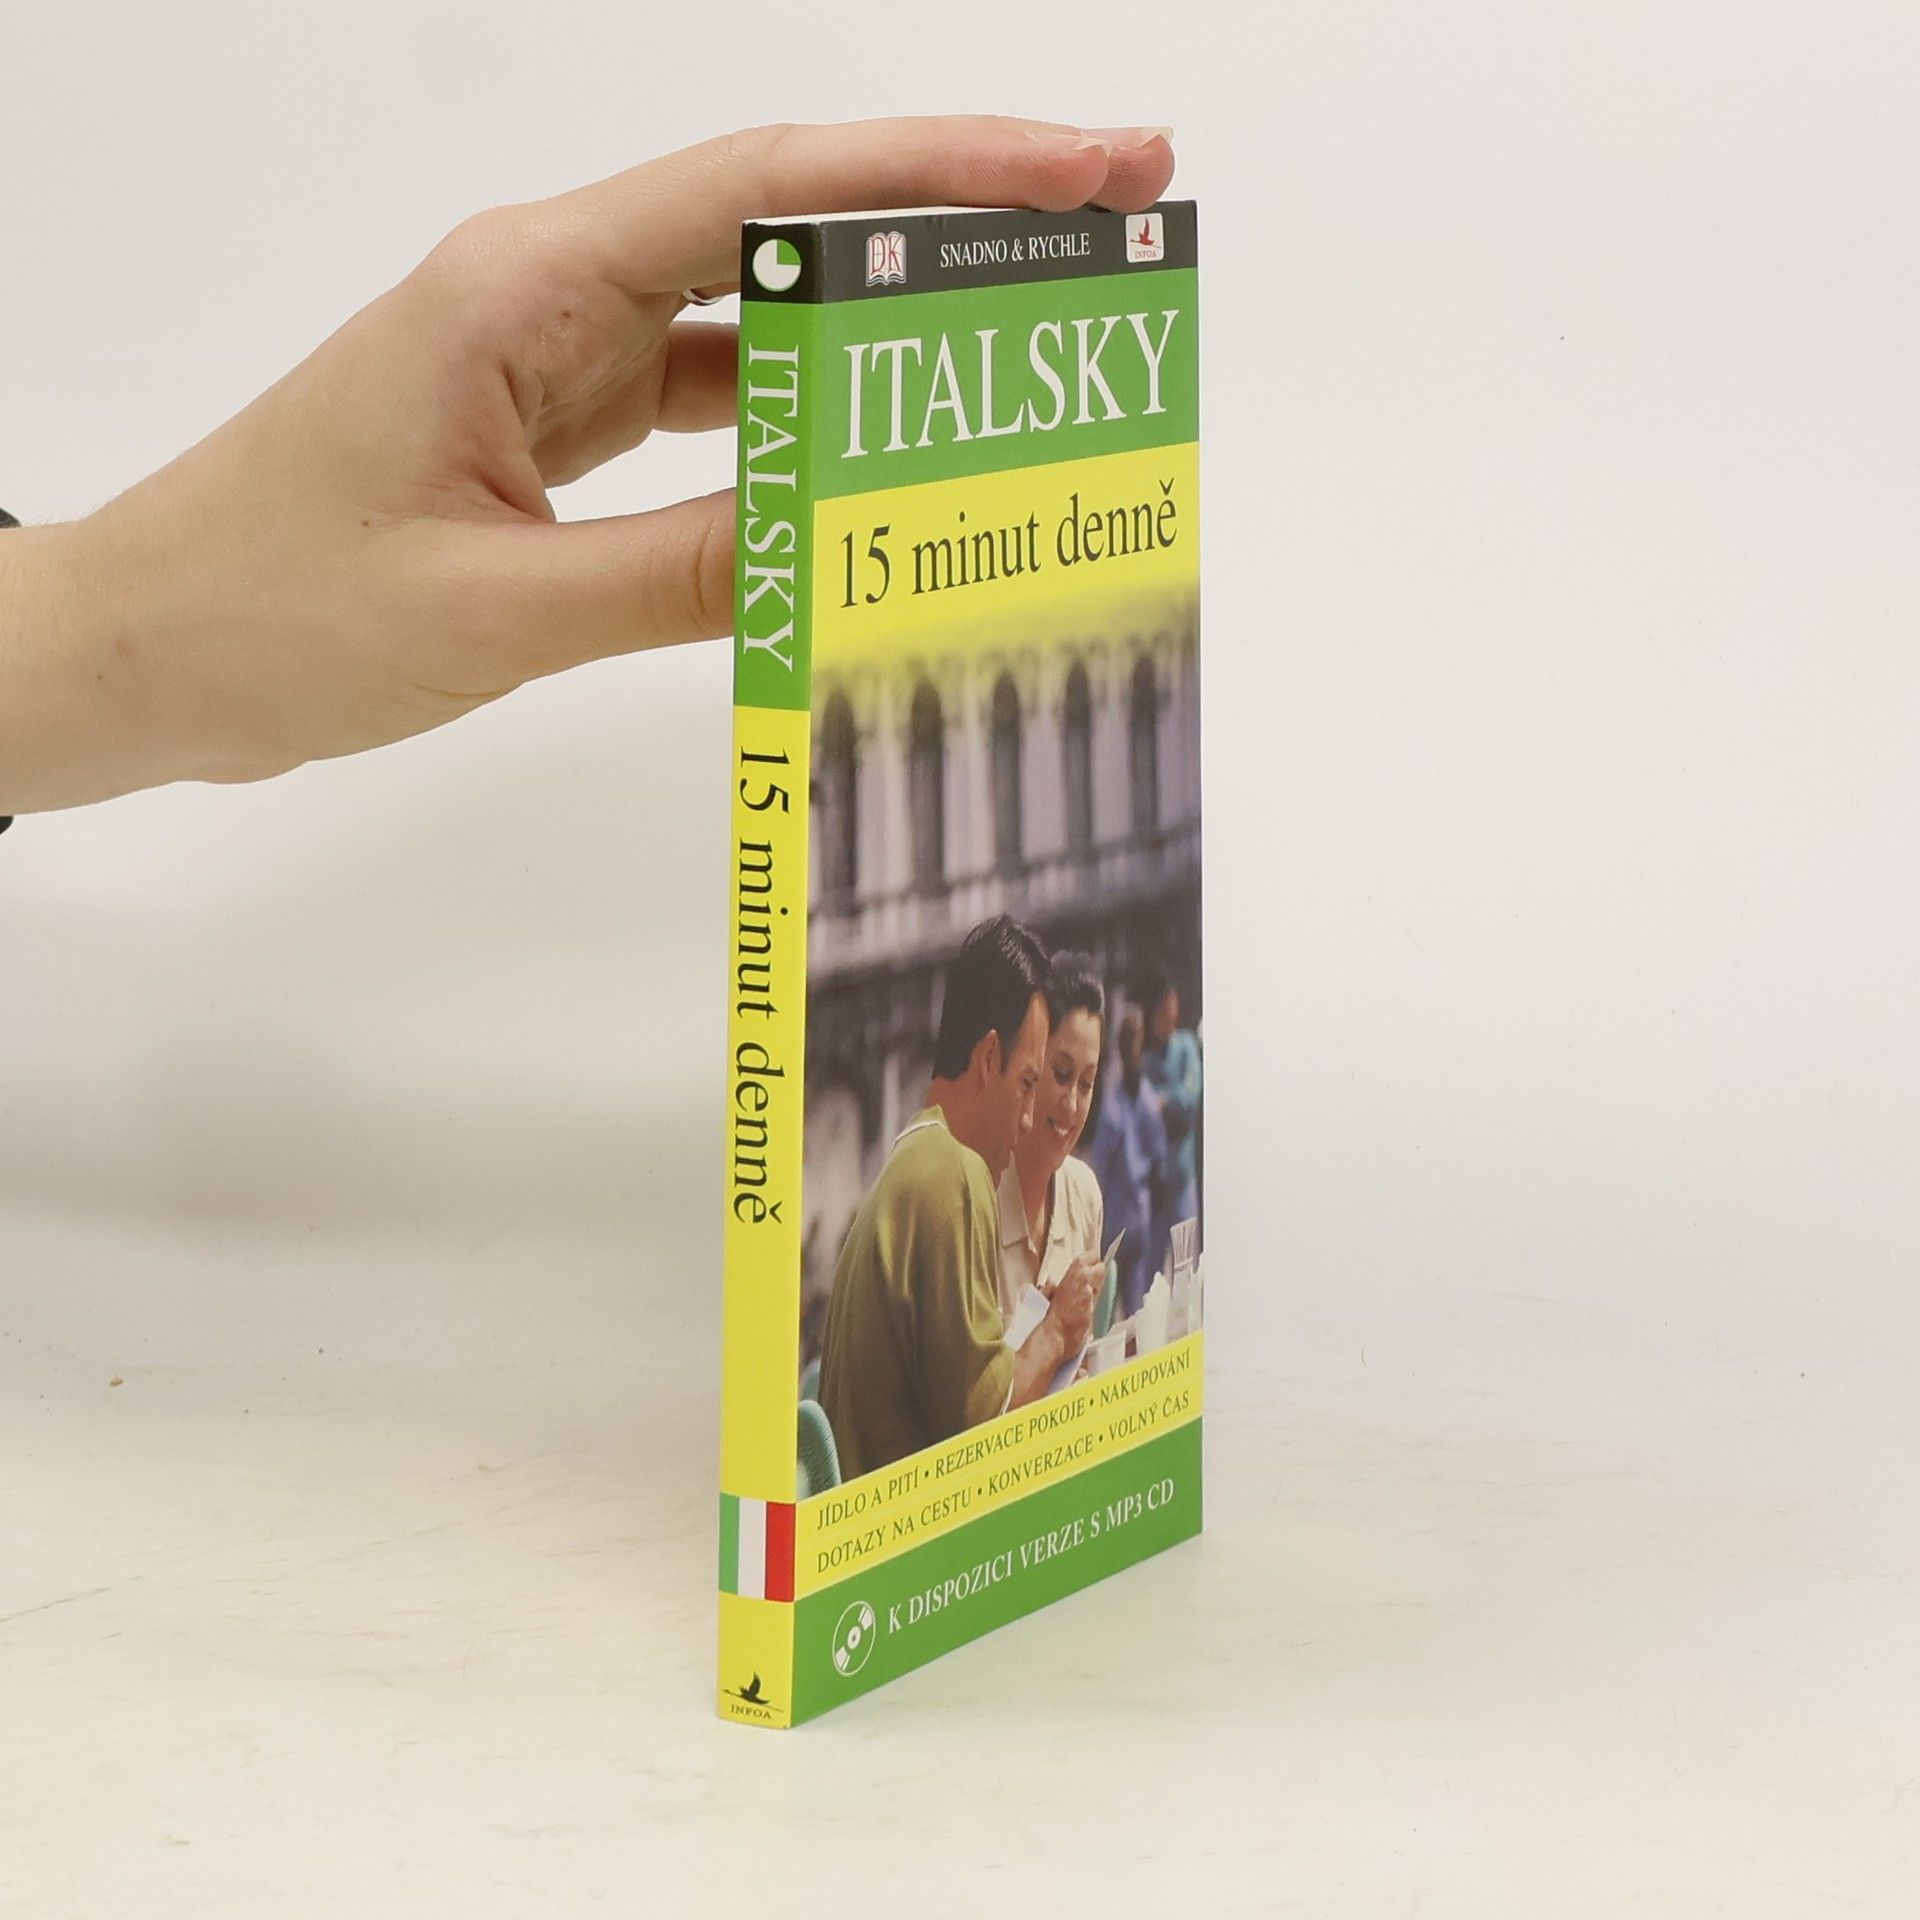 DK
SNADNO & RYCHLE
INFOA
ITALSKY
15 minut denně
JÍDLO A PITÍ • REZERVACE POKOJE • NAKUPOVÁNÍ
DOTAZY NA CESTU • KONVERZACE • VOLNÝ ČAS
K DISPOZICI VERZE S MP3 CD
ITALSKY 15 minut denně
INFOA